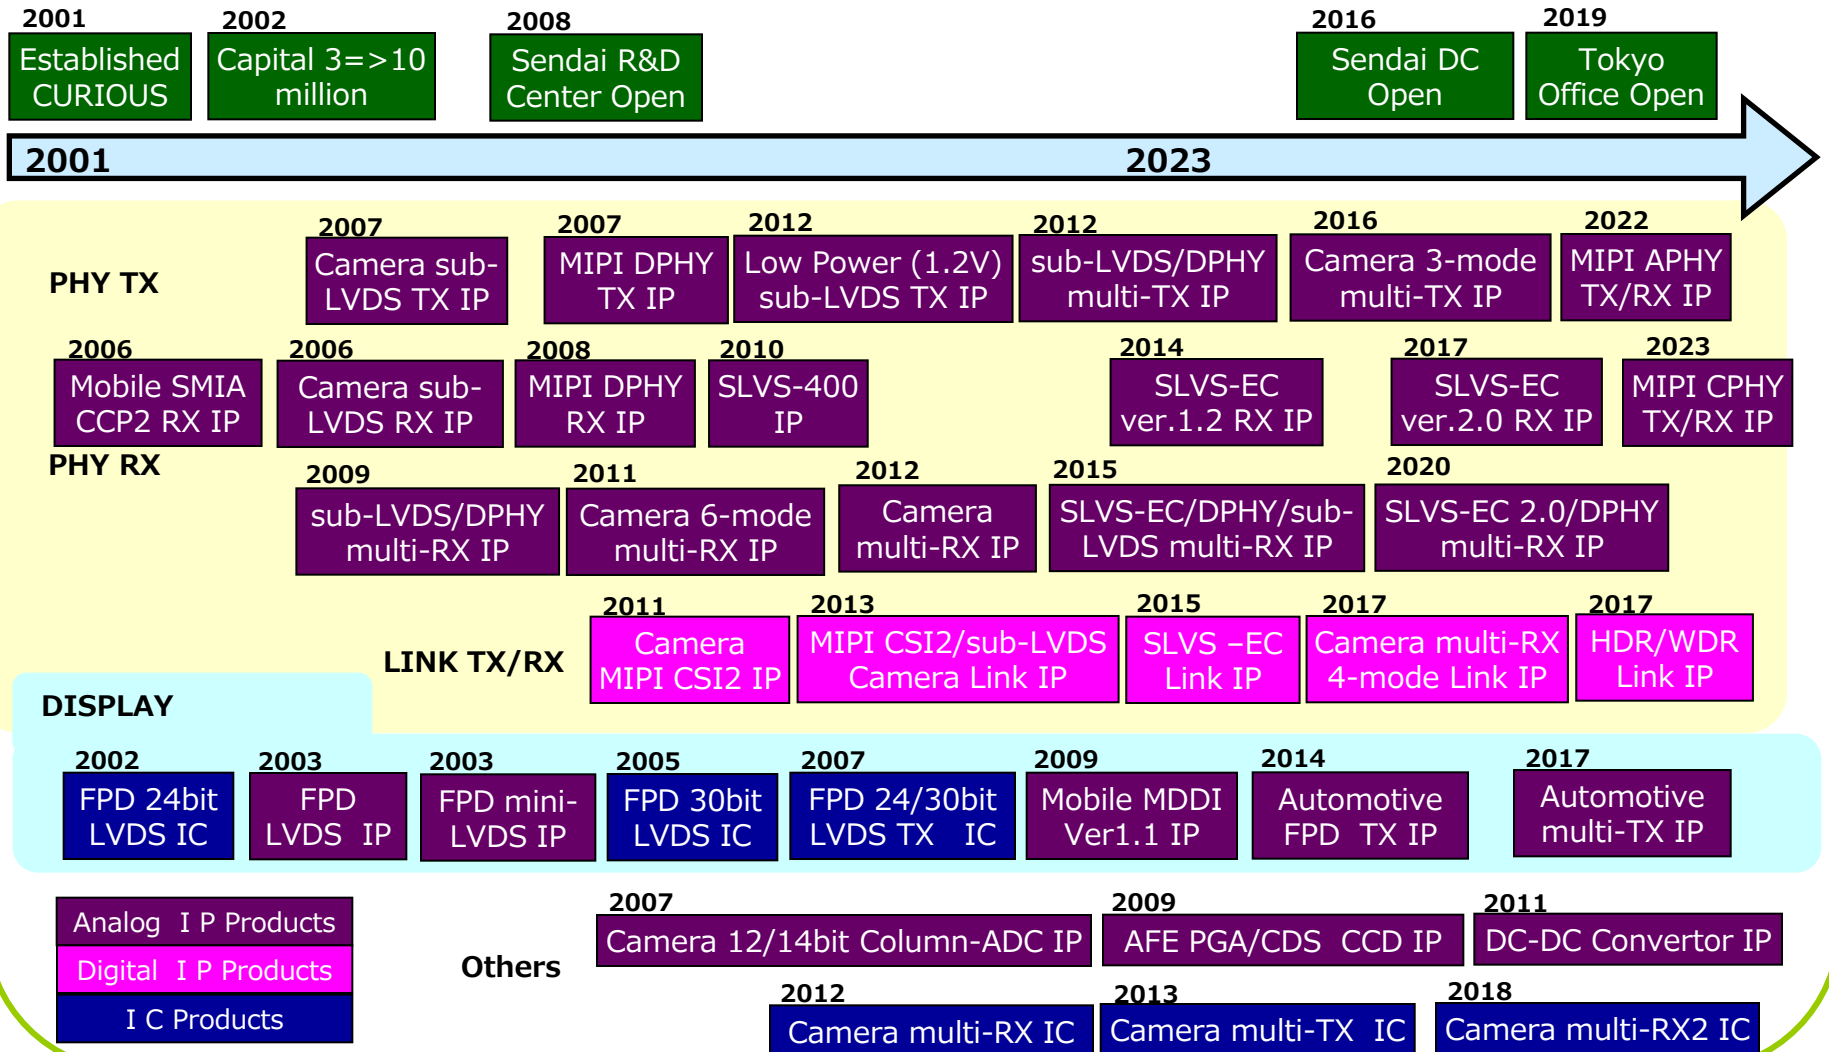 2001
Established
CURIOUS
2002
Capital 3=>10
million
2008
Sendai R&D
Center Open
2016
Sendai DC
Open
2019
Tokyo
Office Open
2001
2023
PHY TX
2007
Camera sub-
LVDS TX IP
2007
MIPI DPHY
TX IP
2012
Low Power (1.2V)
sub-LVDS TX IP
2012
sub-LVDS/DPHY
multi-TX IP
2016
Camera 3-mode
multi-TX IP
2022
MIPI APHY
TX/RX IP
2006
Mobile SMIA
CCP2 RX IP
2006
Camera sub-
LVDS RX IP
2008
MIPI DPHY
RX IP
2010
SLVS-400
IP
2014
SLVS-EC
ver.1.2 RX IP
2017
SLVS-EC
ver.2.0 RX IP
2023
MIPI CPHY
TX/RX IP
PHY RX
2009
sub-LVDS/DPHY
multi-RX IP
2011
Camera 6-mode
multi-RX IP
2012
Camera
multi-RX IP
2015
SLVS-EC/DPHY/sub-
LVDS multi-RX IP
2020
SLVS-EC 2.0/DPHY
multi-RX IP
LINK TX/RX
2011
Camera
MIPI CSI2 IP
2013
MIPI CSI2/sub-LVDS
Camera Link IP
2015
SLVS –EC
Link IP
2017
Camera multi-RX
4-mode Link IP
2017
HDR/WDR
Link IP
DISPLAY
2002
FPD 24bit
LVDS IC
2003
FPD
LVDS IP
2003
FPD mini-
LVDS IP
2005
FPD 30bit
LVDS IC
2007
FPD 24/30bit
LVDS TX IC
2009
Mobile MDDI
Ver1.1 IP
2014
Automotive
FPD TX IP
2017
Automotive
multi-TX IP
Analog I P Products
Digital I P Products
I C Products
Others
2007
Camera 12/14bit Column-ADC IP
2009
AFE PGA/CDS CCD IP
2011
DC-DC Convertor IP
2012
Camera multi-RX IC
2013
Camera multi-TX IC
2018
Camera multi-RX2 IC